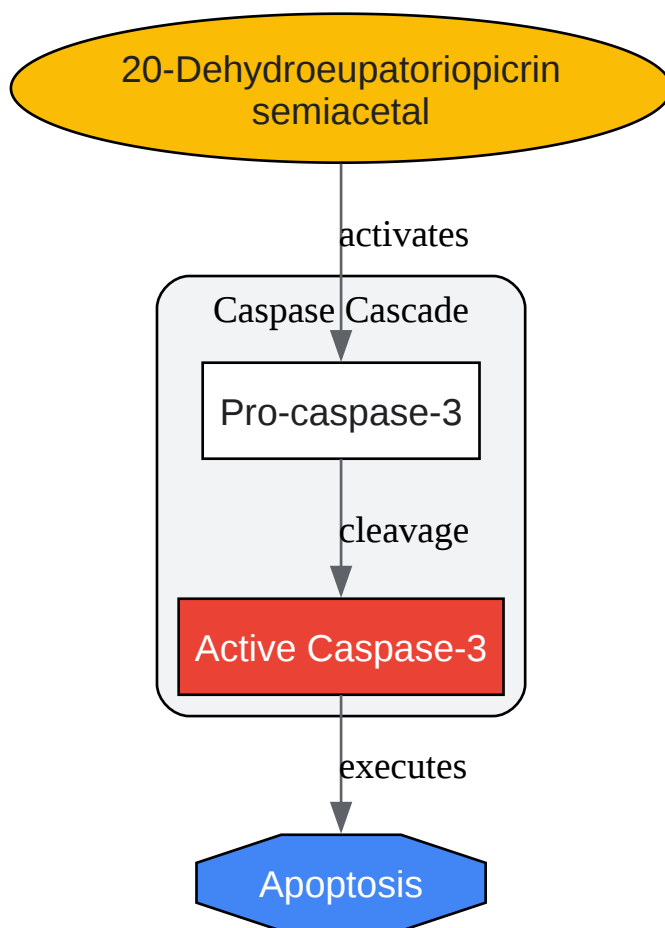 20-Dehydroeupatoriopicrin
semiacetal
activates
Caspase Cascade
Pro-caspase-3
cleavage
Active Caspase-3
executes
Apoptosis